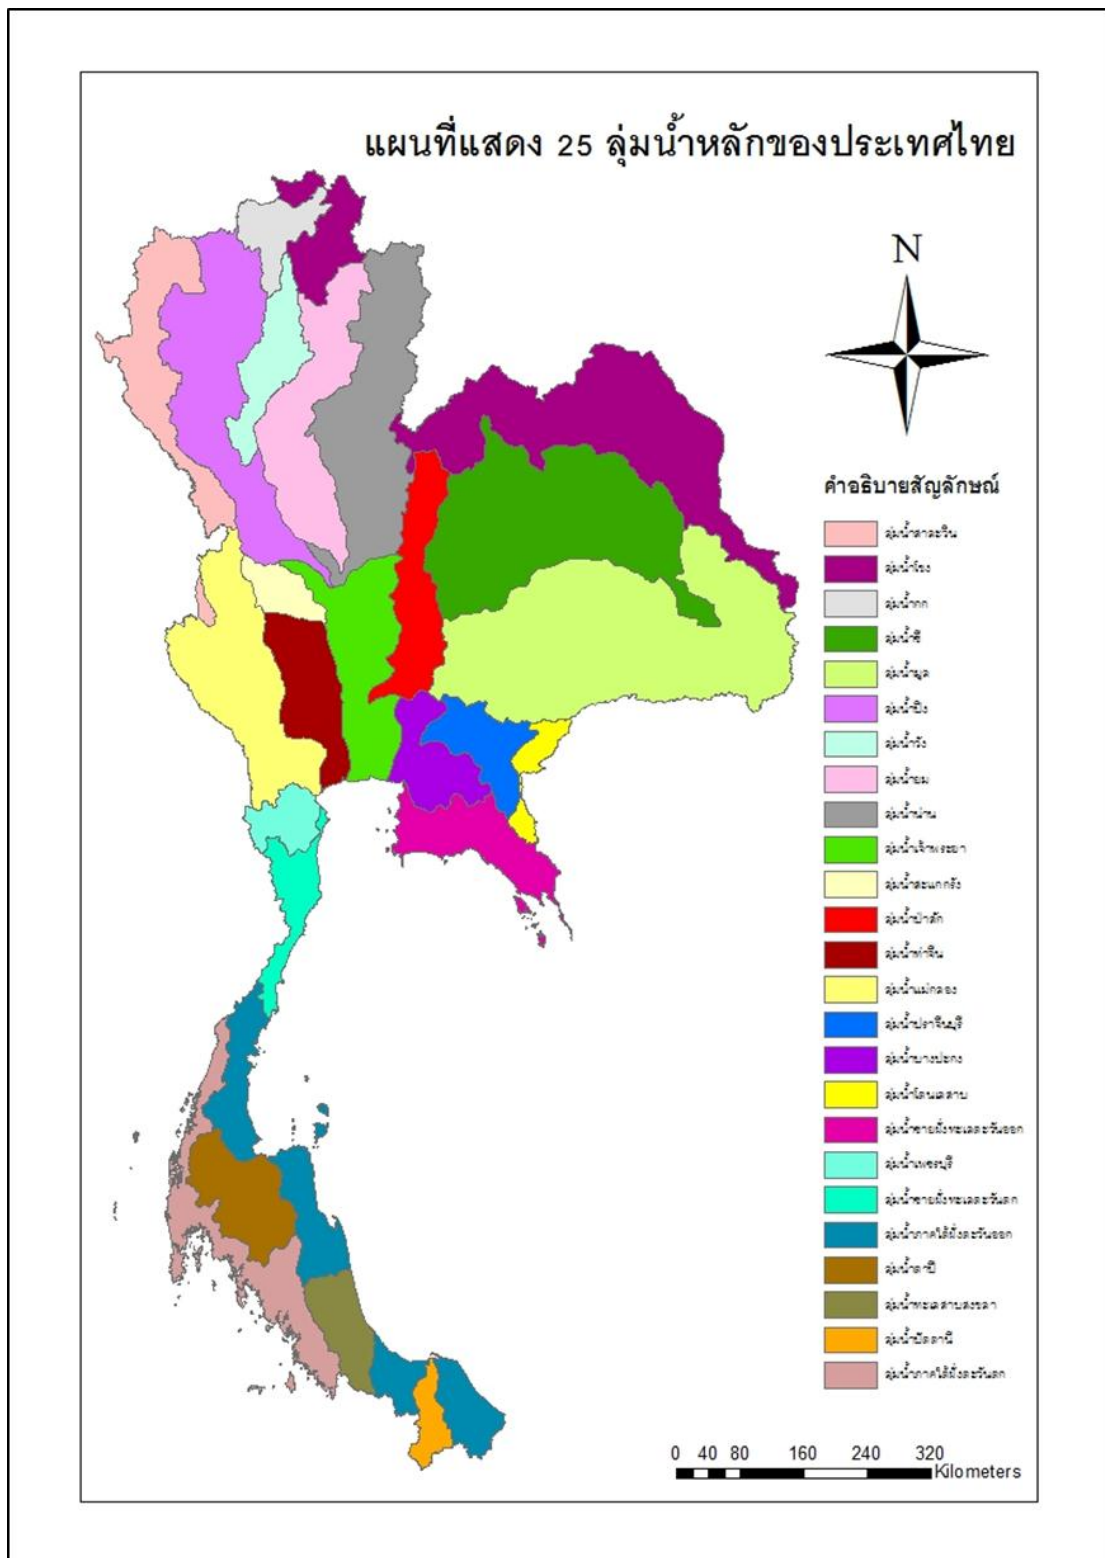 แผนที่แสดง 25 ลุ่มน้ำหลักของประเทศไทย
N
คำอธิบายสัญลักษณ์
ลุ่มน้ำสาละวิน
ลุ่มน้ำโขง
ลุ่มน้ำกก
ลุ่มน้ำชี
ลุ่มน้ำมูล
ลุ่มน้ำปิง
ลุ่มน้ำวัง
ลุ่มน้ำยม
ลุ่มน้ำน่าน
ลุ่มน้ำเจ้าพระยา
ลุ่มน้ำสะแกกรัง
ลุ่มน้ำป่าสัก
ลุ่มน้ำท่าจีน
ลุ่มน้ำแม่กลอง
ลุ่มน้ำปราจีนบุรี
ลุ่มน้ำบางปะกง
ลุ่มน้ำโตนเลสาบ
ลุ่มน้ำชายฝั่งทะเลตะวันออก
ลุ่มน้ำเพชรบุรี
ลุ่มน้ำชายฝั่งทะเลตะวันตก
ลุ่มน้ำภาคใต้ฝั่งตะวันออก
ลุ่มน้ำตาปี
ลุ่มน้ำทะเลสาบสงขลา
ลุ่มน้ำปัตตานี
ลุ่มน้ำภาคใต้ฝั่งตะวันตก
0 40 80 160 240 320
Kilometers